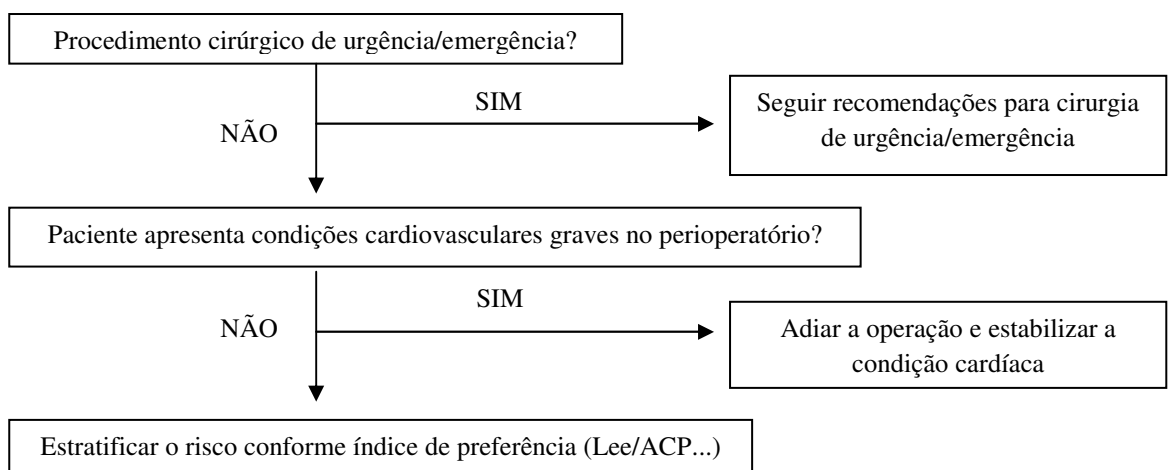 Procedimento cirúrgico de urgência/emergência?
SIM
NÃO
Seguir recomendações para cirurgia
de urgência/emergência
Paciente apresenta condições cardiovasculares graves no perioperatório?
SIM
NÃO
Adiar a operação e estabilizar a
condição cardíaca
Estratificar o risco conforme índice de preferência (Lee/ACP...)